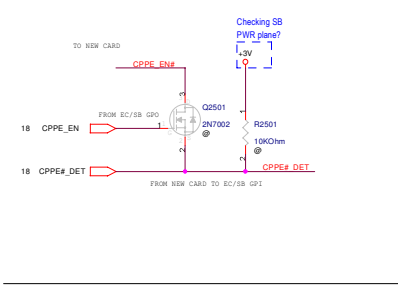 Checking SB
PWR plane?
TO NEW CARD
+3V
CPPE_EN#
3
Q2501
FROM EC/SB GPO
1
2N7002
R2501
18 CPPE_EN
1
@
10KOhm
2
@
2
18 CPPE#_DET
CPPE#_DET
FROM NEW CARD TO EC/SB GPI